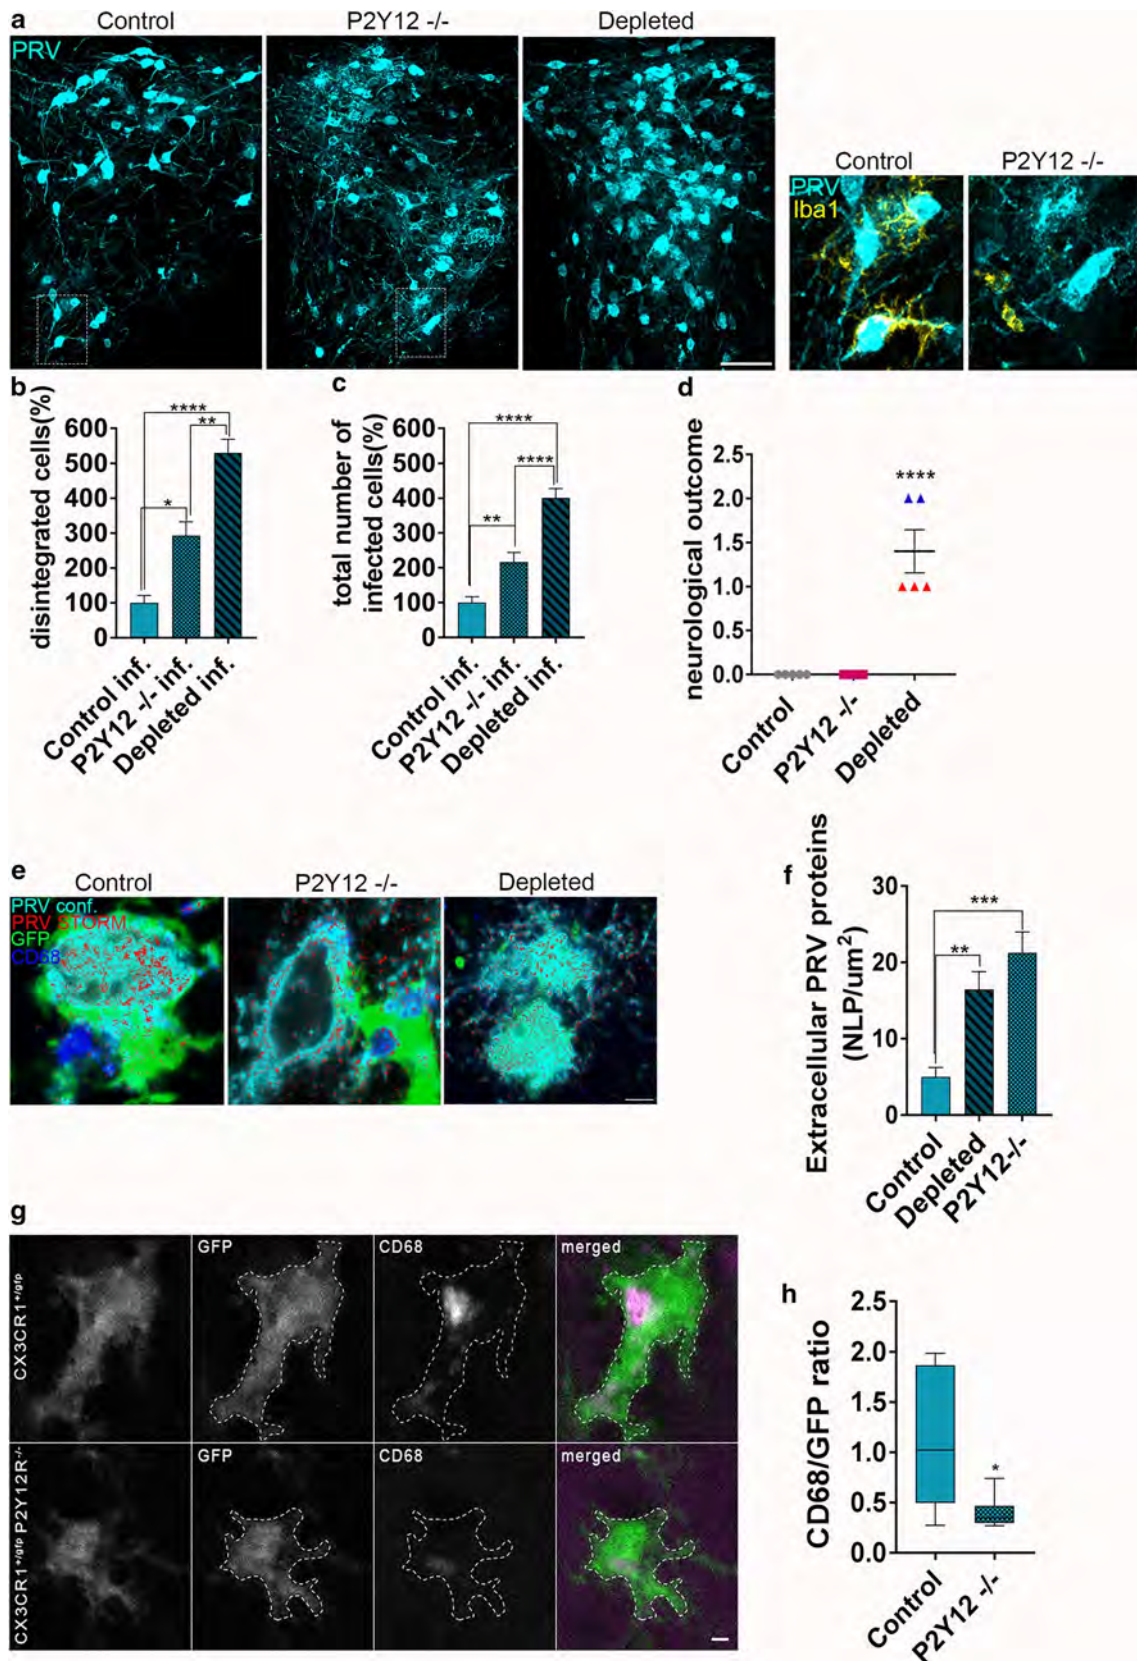 a
Control
P2Y12 -/-
Depleted
PRV
Control
P2Y12 -/-
PRV
Iba1
b
disintegrated cells(%)
600
500
400
300
200
100
0
****
**
*
Control inf.
P2Y12 -/- inf.
Depleted inf.
c
total number of
infected cells(%)
600
500
400
300
200
100
0
****
****
**
Control inf.
P2Y12 -/- inf.
Depleted inf.
d
neurological outcome
2.5
2.0
1.5
1.0
0.5
0.0
****
Control
P2Y12 -/-
Depleted
e
Control
P2Y12 -/-
Depleted
PRV conf.
PRV STORM
GFP
CD68
f
Extracellular PRV proteins
(NLP/um²)
30
20
10
0
***
**
Control
Depleted
P2Y12-/-
g
GFP
CD68
merged
CX3CR1+/gfp
GFP
CD68
merged
CX3CR1+/gfp P2Y12R-/-
h
CD68/GFP ratio
2.5
2.0
1.5
1.0
0.5
0.0
*
Control
P2Y12 -/-